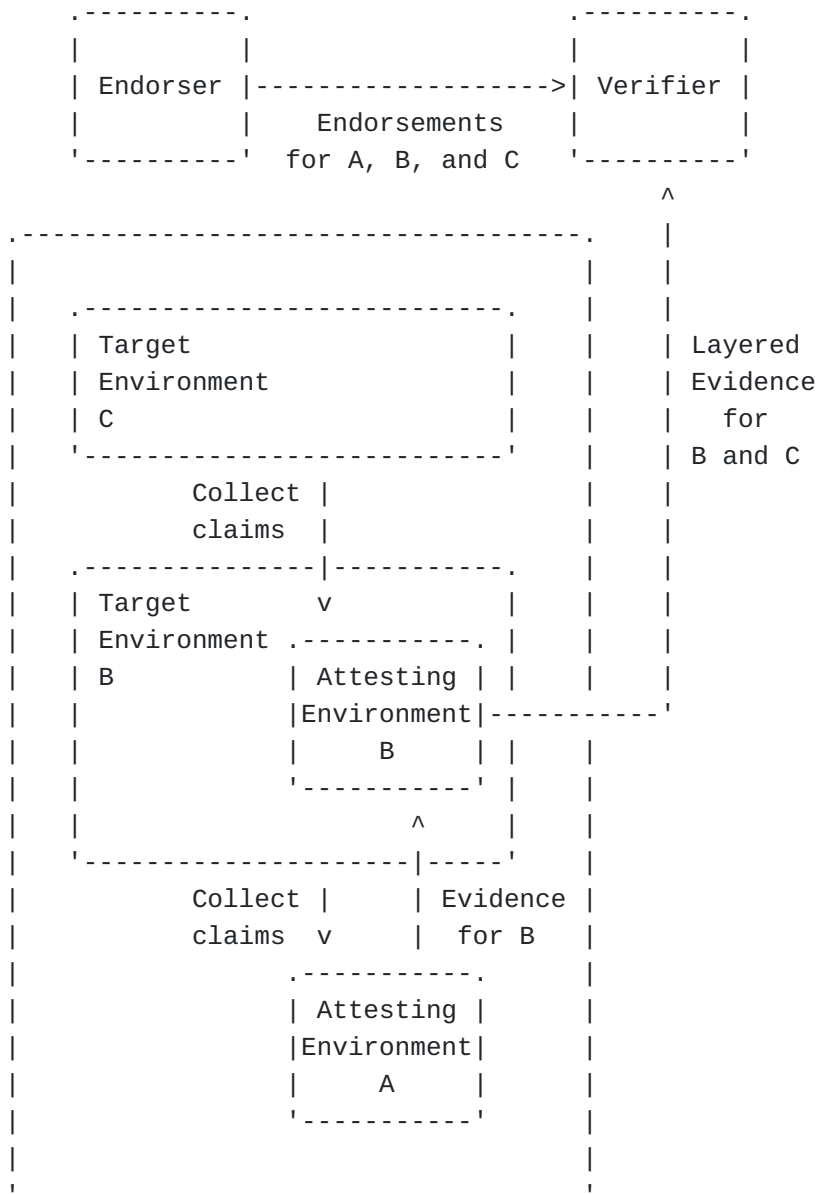 Endorser Verifier
Endorsements
for A, B, and C
Target Layered
Environment Evidence
C for
B and C
Collect
claims
Target
Environment
B Attesting
Environment
B
Collect Evidence
claims for B
Attesting
Environment
A